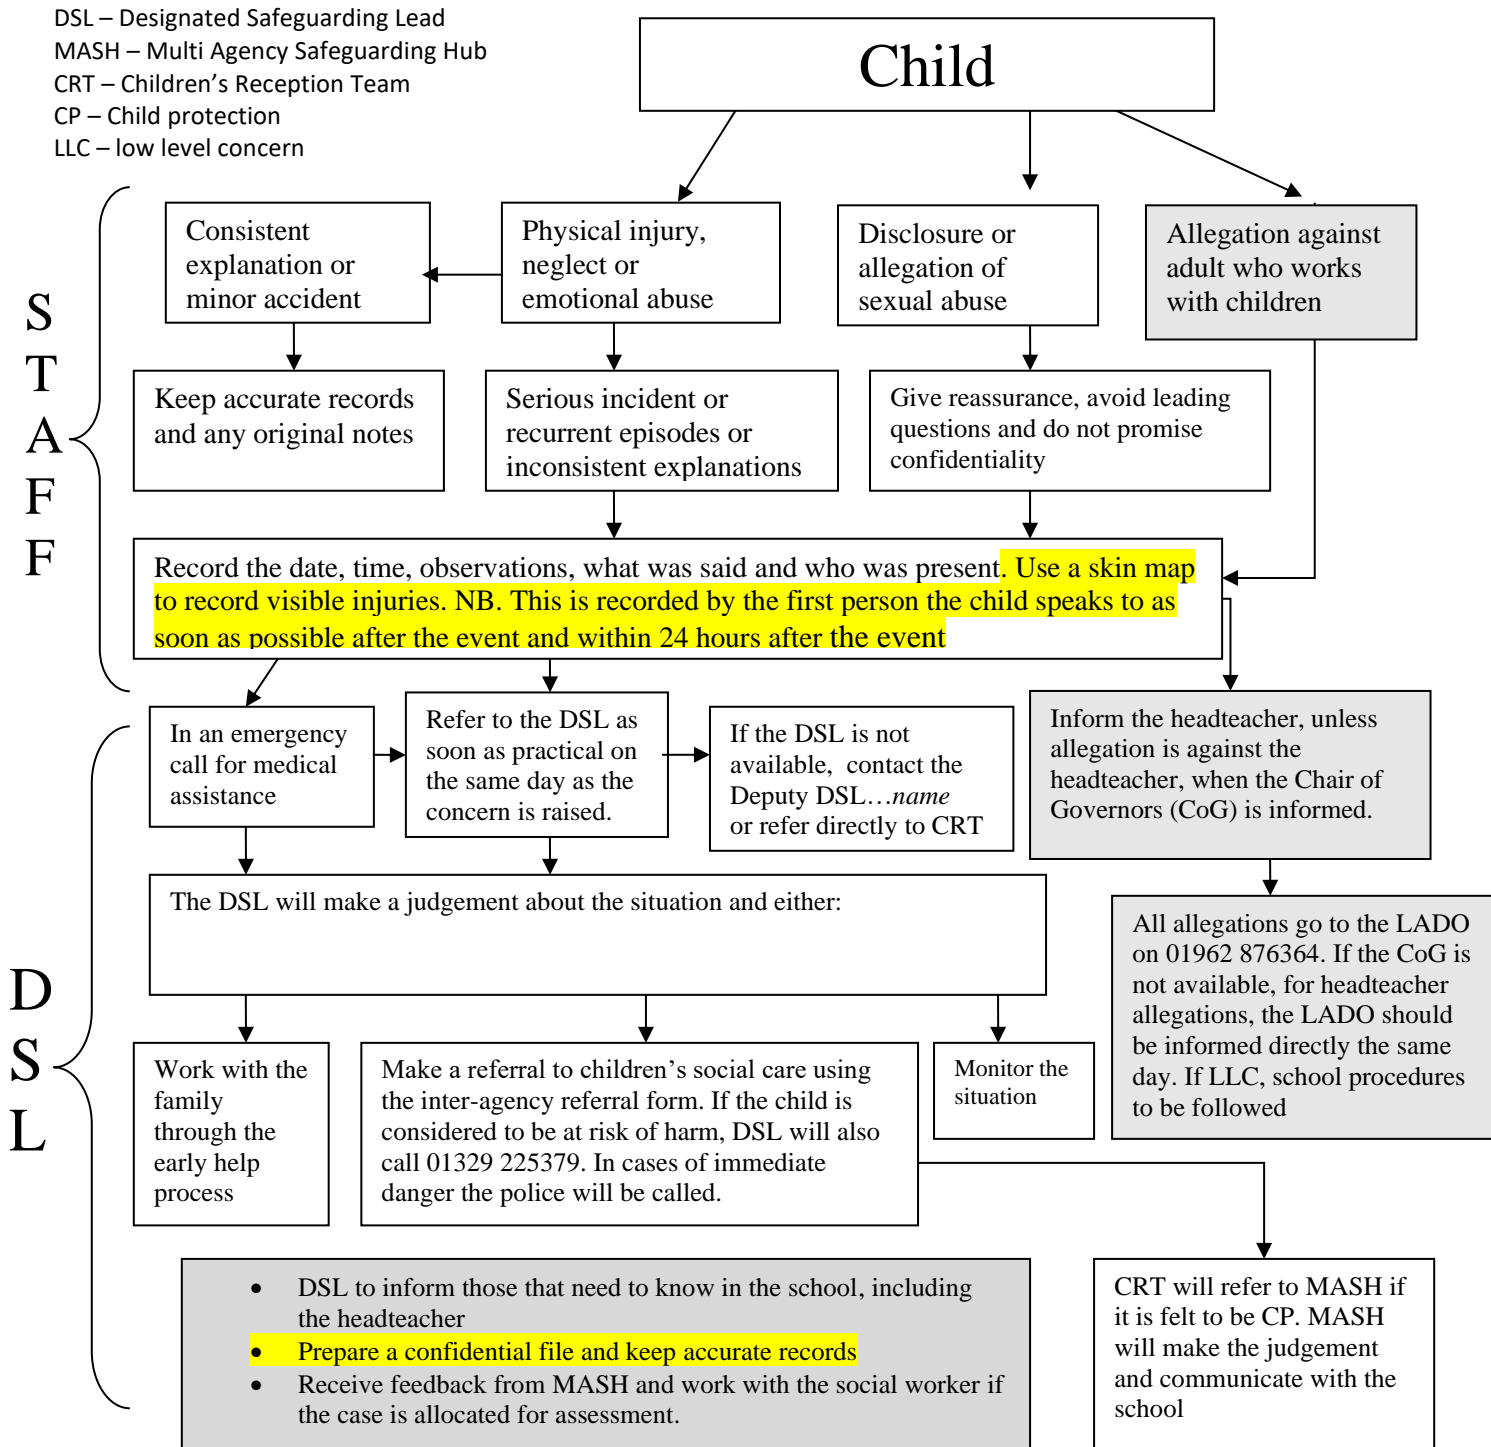 DSL – Designated Safeguarding Lead
MASH – Multi Agency Safeguarding Hub
CRT – Children's Reception Team
CP – Child protection
LLC – low level concern
Child
S
T
A
F
F
Consistent
explanation or
minor accident
Physical injury,
neglect or
emotional abuse
Disclosure or
allegation of
sexual abuse
Allegation against
adult who works
with children
Keep accurate records
and any original notes
Serious incident or
recurrent episodes or
inconsistent explanations
Give reassurance, avoid leading
questions and do not promise
confidentiality
Record the date, time, observations, what was said and who was present. Use a skin map
to record visible injuries. NB. This is recorded by the first person the child speaks to as
soon as possible after the event and within 24 hours after the event
D
S
L
In an emergency
call for medical
assistance
Refer to the DSL as
soon as practical on
the same day as the
concern is raised.
If the DSL is not
available,  contact the
Deputy DSL…name
or refer directly to CRT
Inform the headteacher, unless
allegation is against the
headteacher, when the Chair of
Governors (CoG) is informed.
The DSL will make a judgement about the situation and either:
All allegations go to the LADO
on 01962 876364. If the CoG is
not available, for headteacher
allegations, the LADO should
be informed directly the same
day. If LLC, school procedures
to be followed
Work with the
family
through the
early help
process
Make a referral to children's social care using
the inter-agency referral form. If the child is
considered to be at risk of harm, DSL will also
call 01329 225379. In cases of immediate
danger the police will be called.
Monitor the
situation
• DSL to inform those that need to know in the school, including
the headteacher
• Prepare a confidential file and keep accurate records
• Receive feedback from MASH and work with the social worker if
the case is allocated for assessment.
CRT will refer to MASH if
it is felt to be CP. MASH
will make the judgement
and communicate with the
school